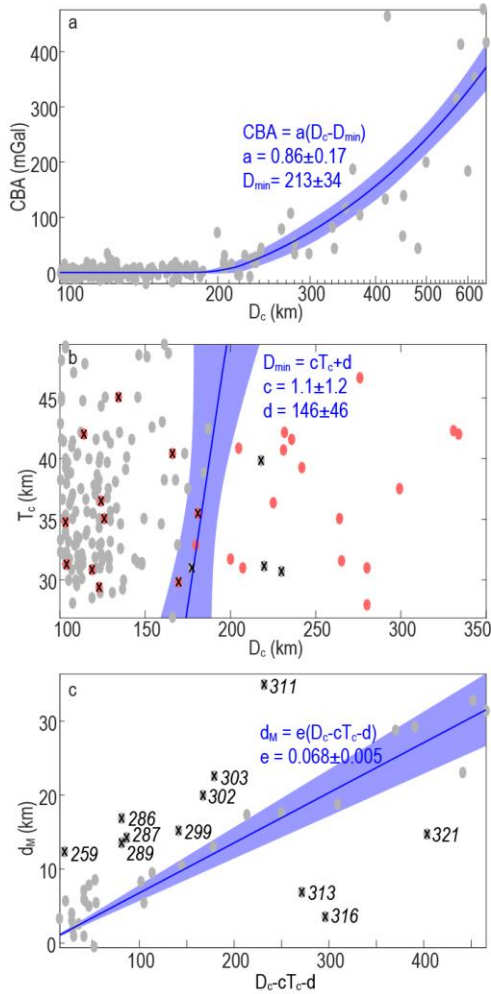 a
CBA (mGal)
400
300
200
100
0
CBA = a(Dc-Dmin)
a = 0.86±0.17
Dmin = 213±34
100 200 300 400 500 600
Dc (km)
b
Tc (km)
45
40
35
30
Dmin = cTc+d
c = 1.1±1.2
d = 146±46
100 150 200 250 300 350
Dc (km)
c
dM (km)
30
20
10
0
311
dM = e(Dc-cTc-d)
e = 0.068±0.005
303
302
286
287
299
289
259
321
313
316
100 200 300 400
Dc-cTc-d